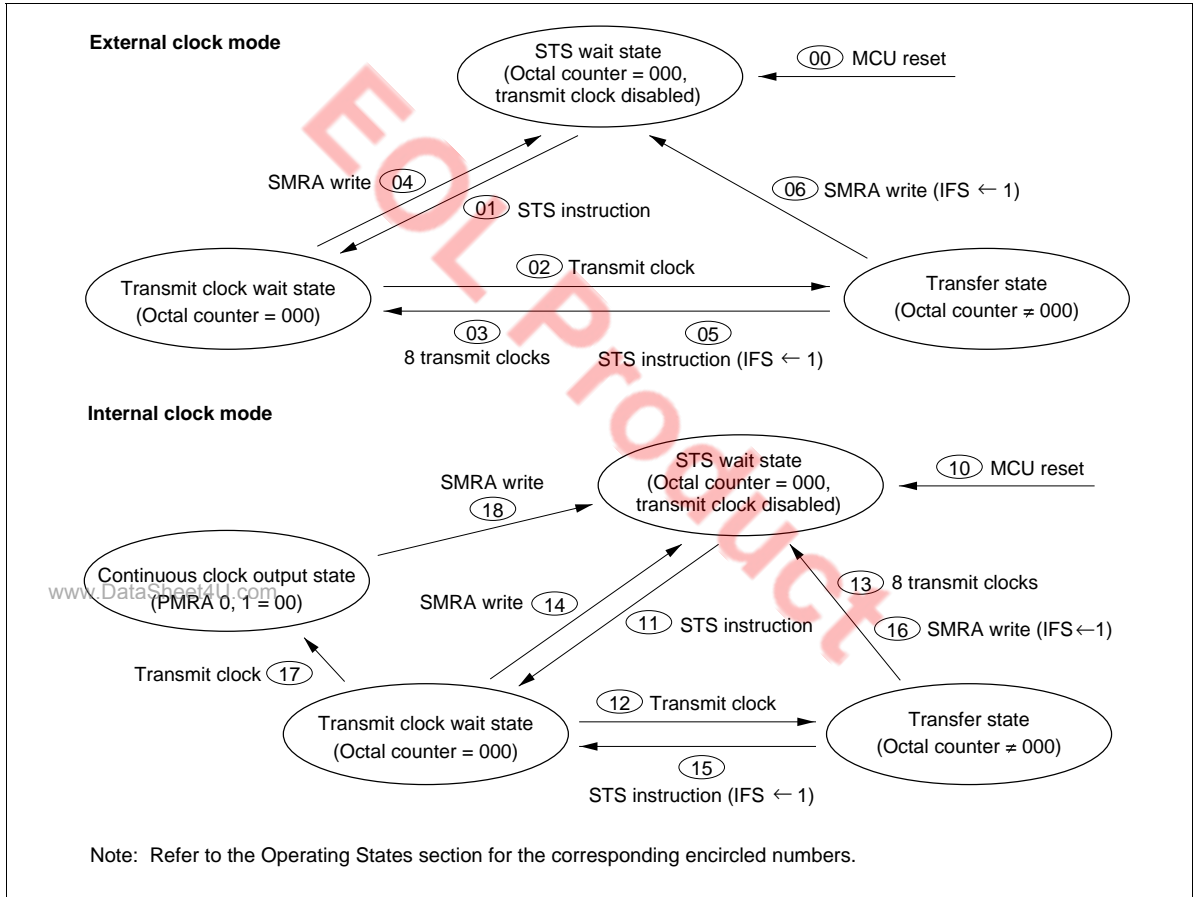 External clock mode
STS wait state
(Octal counter = 000,
transmit clock disabled)
00 MCU reset
SMRA write 04
01 STS instruction
06 SMRA write (IFS ← 1)
Transmit clock wait state
(Octal counter = 000)
02 Transmit clock
Transfer state
(Octal counter ≠ 000)
03
8 transmit clocks
05
STS instruction (IFS ← 1)
Internal clock mode
STS wait state
(Octal counter = 000,
transmit clock disabled)
10 MCU reset
SMRA write
18
Continuous clock output state
(PMRA 0, 1 = 00)
www.DataSheet4U.com
SMRA write 14
11 STS instruction
13 8 transmit clocks
16 SMRA write (IFS←1)
Transmit clock 17
Transmit clock wait state
(Octal counter = 000)
12 Transmit clock
Transfer state
(Octal counter ≠ 000)
15
STS instruction (IFS ← 1)
Note: Refer to the Operating States section for the corresponding encircled numbers.
EOL Product